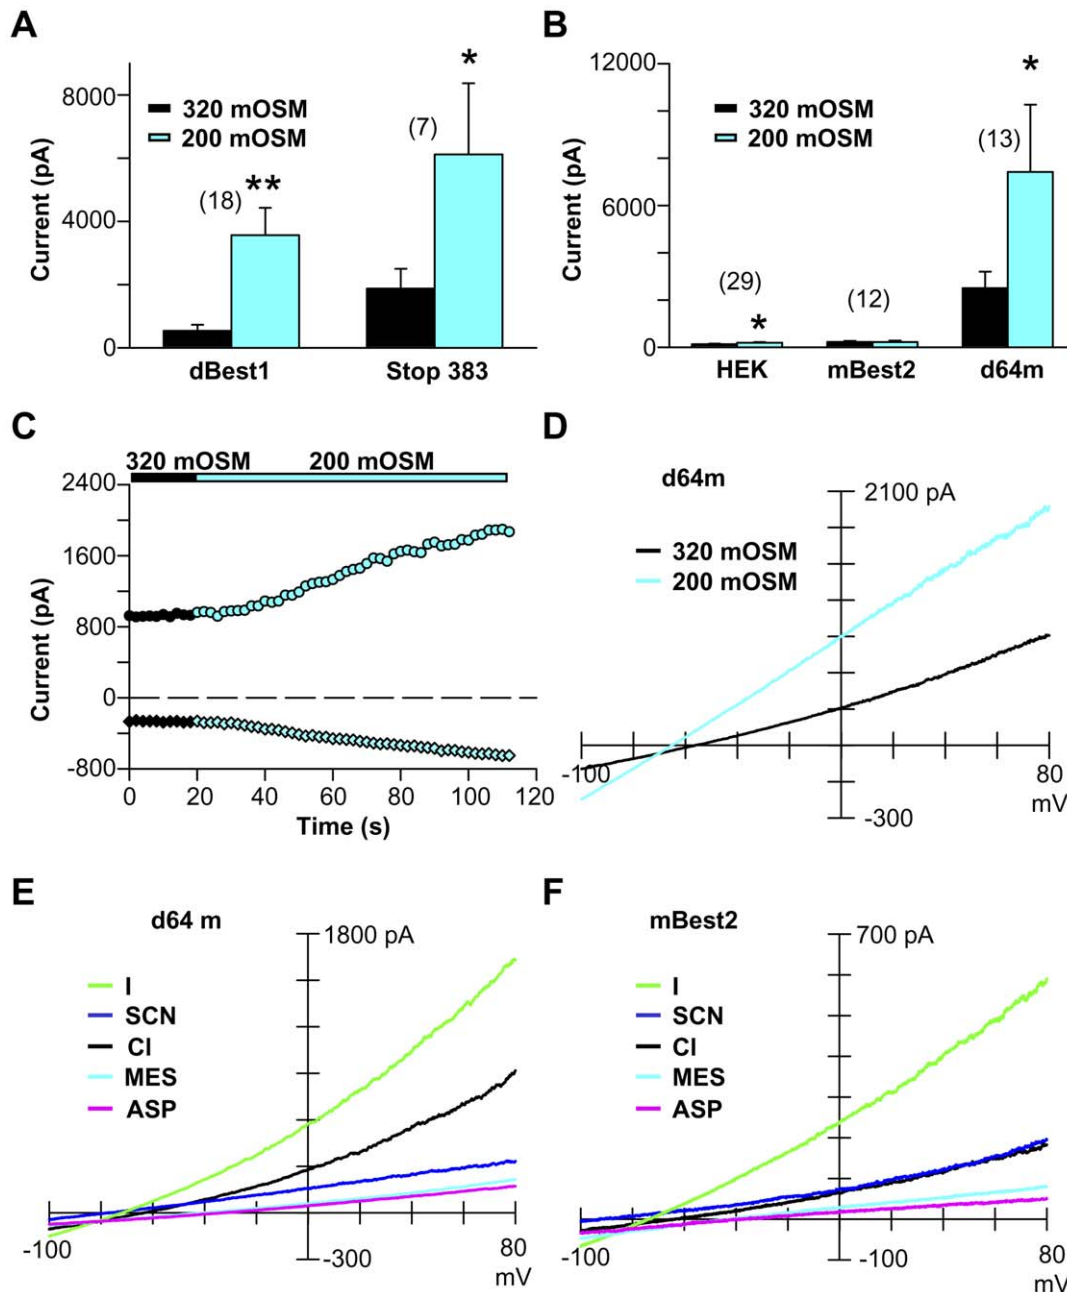 A
8000
4000
0
Current (pA)
320 mOSM
200 mOSM
(18)
**
(7)
*
dBest1
Stop 383
B
12000
6000
0
Current (pA)
320 mOSM
200 mOSM
(29)
*
(12)
(13)
*
HEK
mBest2
d64m
C
320 mOSM
200 mOSM
2400
1600
800
0
-800
Current (pA)
0
20
40
60
80
100
120
Time (s)
D
d64m
320 mOSM
200 mOSM
2100 pA
-100
80
mV
-300
E
d64 m
1800 pA
I
SCN
Cl
MES
ASP
-100
80
mV
-300
F
mBest2
700 pA
I
SCN
Cl
MES
ASP
-100
80
mV
-100